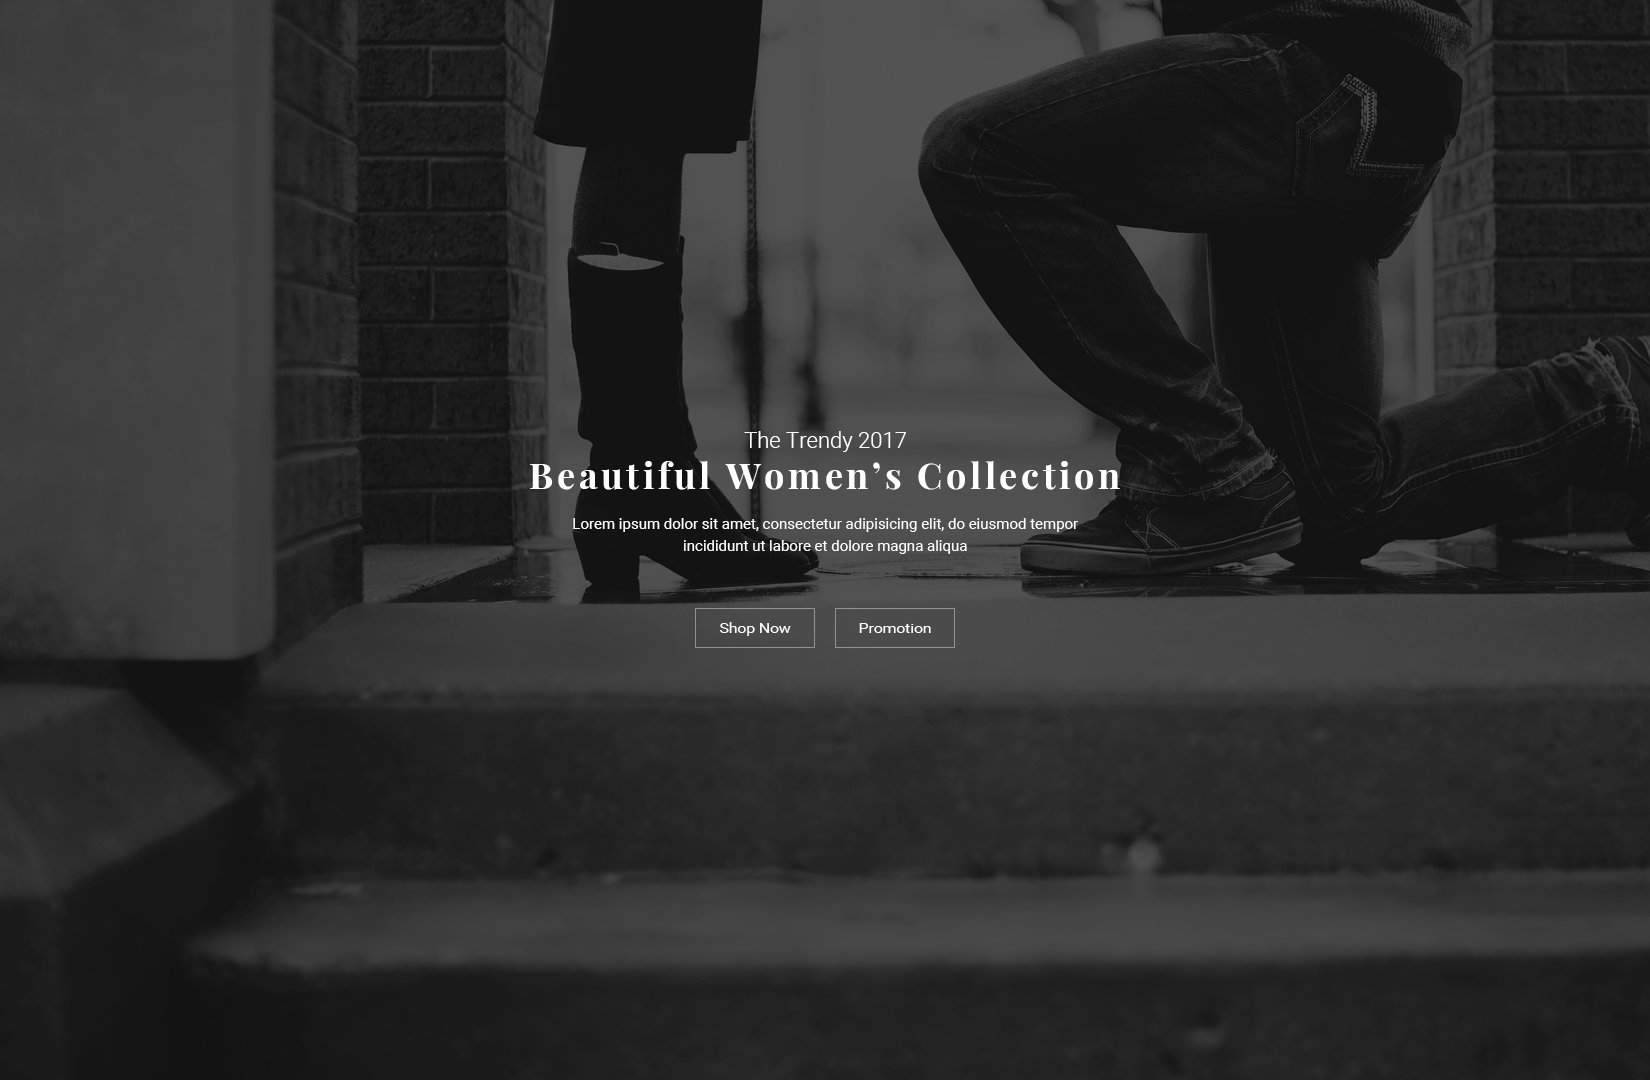 The Trendy 2017
Beautiful Women’s Collection
Lorem ipsum dolor sit amet, consectetur adipisicing elit, do eiusmod tempor
incididunt ut labore et dolore magna aliqua
Shop Now
Promotion